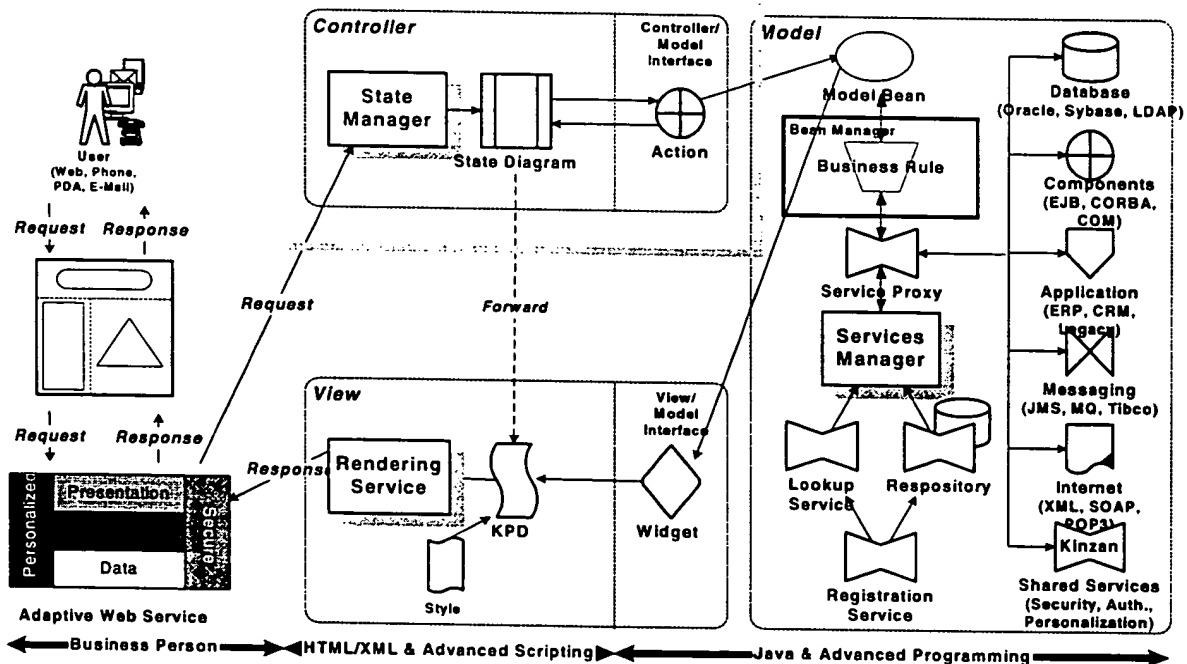 Controller
State
Manager
State Diagram
Controller/
Model
Interface
Action
Model
Model Bean
Bean Manager
Business Rule
Service Proxy
Services
Manager
Lookup
Service
Respository
Registration
Service
Database
(Oracle, Sybase, LDAP)
Components
(EJB, CORBA,
COM)
Application
(ERP, CRM,
Legacy)
Messaging
(JMS, MQ, Tibco)
Internet
(XML, SOAP,
POP3)
Kinzan
Shared Services
(Security, Auth.,
Personalization)
User
(Web, Phone,
PDA, E-Mail)
Request
Response
Request
Response
Request
Forward
Response
Personalized
Presentation
Data
Secure
Adaptive Web Service
View
Rendering
Service
KPD
Style
View/
Model
Interface
Widget
Business Person
HTML/XML & Advanced Scripting
Java & Advanced Programming